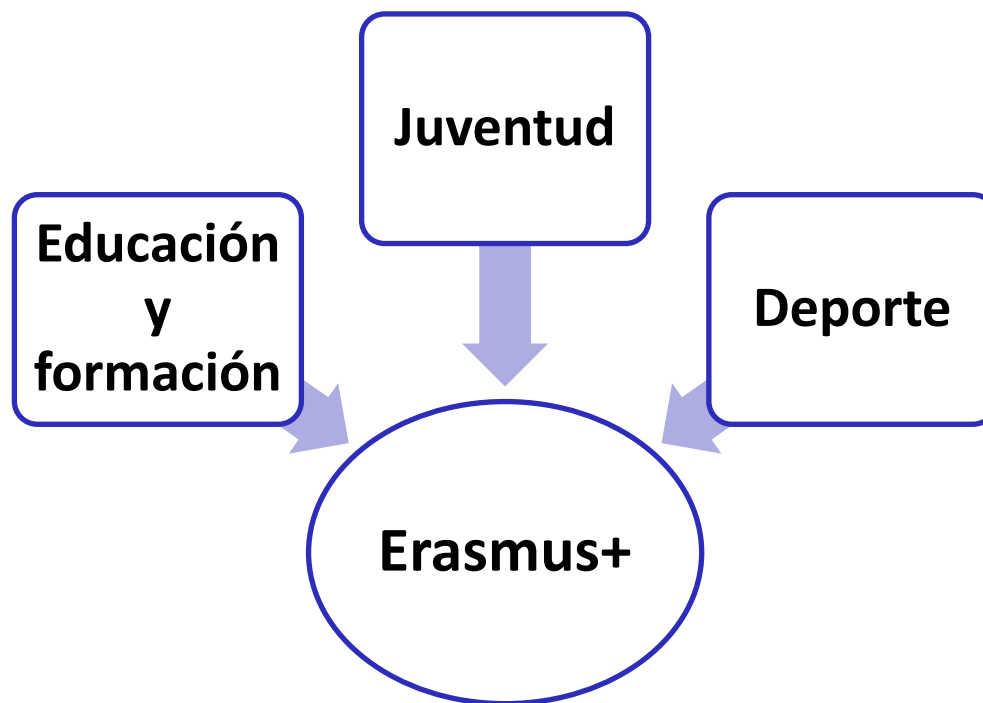 Juventud
Educación
y
formación
Deporte
Erasmus+